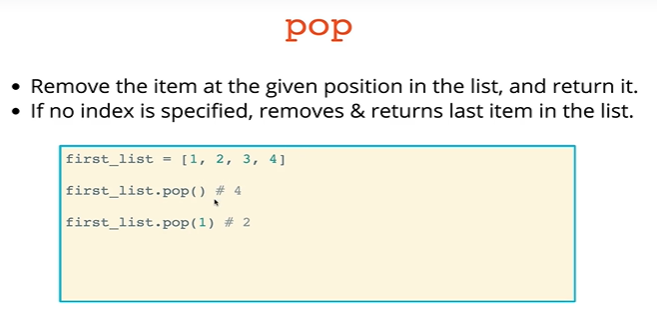 pop
• Remove the item at the given position in the list, and return it.
• If no index is specified, removes & returns last item in the list.
first_list = [1, 2, 3, 4]
first_list.pop() # 4
first_list.pop(1) # 2